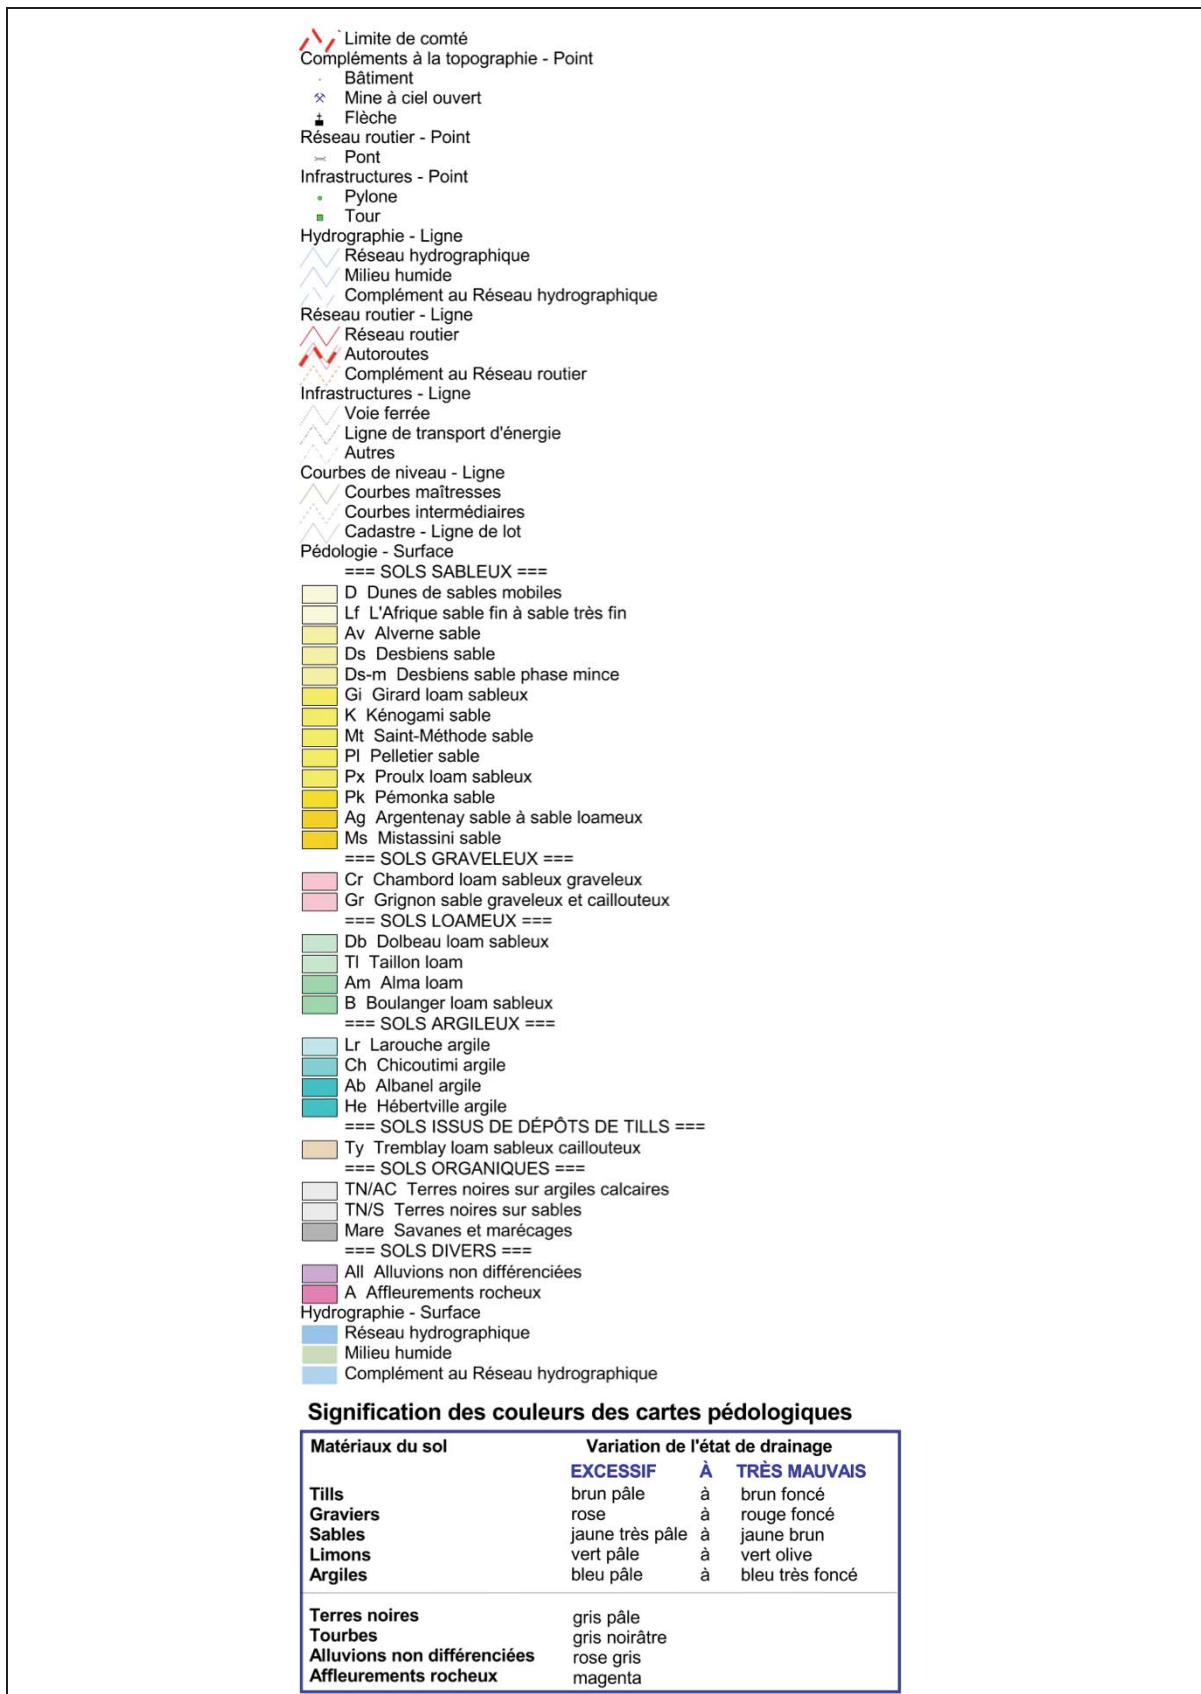 Limite de comté
Compléments à la topographie - Point
Bâtiment
Mine à ciel ouvert
Flèche
Réseau routier - Point
Pont
Infrastructures - Point
Pylone
Tour
Hydrographie - Ligne
Réseau hydrographique
Milieu humide
Complément au Réseau hydrographique
Réseau routier - Ligne
Réseau routier
Autoroutes
Complément au Réseau routier
Infrastructures - Ligne
Voie ferrée
Ligne de transport d'énergie
Autres
Courbes de niveau - Ligne
Courbes maîtresses
Courbes intermédiaires
Cadastre - Ligne de lot
Pédologie - Surface
=== SOLS SABLEUX ===
D Dunes de sables mobiles
Lf L'Afrique sable fin à sable très fin
Av Alverne sable
Ds Desbiens sable
Ds-m Desbiens sable phase mince
Gi Girard loam sableux
K Kénogami sable
Mt Saint-Méthode sable
Pl Pelletier sable
Px Proulx loam sableux
Pk Pémonka sable
Ag Argentenay sable à sable loameux
Ms Mistassini sable
=== SOLS GRAVELEUX ===
Cr Chambord loam sableux graveleux
Gr Grignon sable graveleux et caillouteux
=== SOLS LOAMEUX ===
Db Dolbeau loam sableux
Tl Taillon loam
Am Alma loam
B Boulanger loam sableux
=== SOLS ARGILEUX ===
Lr Larouche argile
Ch Chicoutimi argile
Ab Albanel argile
He Hébertville argile
=== SOLS ISSUS DE DÉPÔTS DE TILLS ===
Ty Tremblay loam sableux caillouteux
=== SOLS ORGANIQUES ===
TN/AC Terres noires sur argiles calcaires
TN/S Terres noires sur sables
Mare Savanes et marécages
=== SOLS DIVERS ===
All Alluvions non différenciées
A Affleurements rocheux
Hydrographie - Surface
Réseau hydrographique
Milieu humide
Complément au Réseau hydrographique
Signification des couleurs des cartes pédologiques
Matériaux du sol Variation de l'état de drainage
EXCESSIF À TRÈS MAUVAIS
Tills brun pâle à brun foncé
Graviers rose à rouge foncé
Sables jaune très pâle à jaune brun
Limons vert pâle à vert olive
Argiles bleu pâle à bleu très foncé
Terres noires gris pâle
Tourbes gris noirâtre
Alluvions non différenciées rose gris
Affleurements rocheux magenta